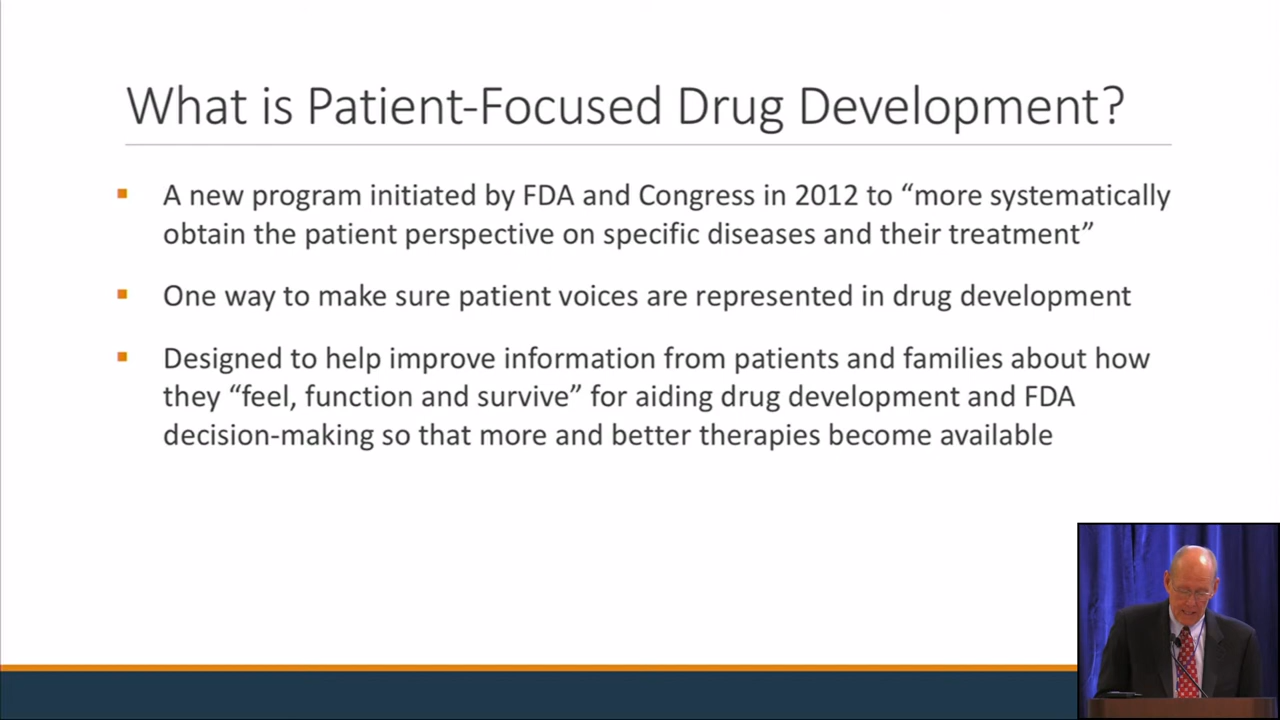 What is Patient-Focused Drug Development?
▪ A new program initiated by FDA and Congress in 2012 to “more systematically
obtain the patient perspective on specific diseases and their treatment”
▪ One way to make sure patient voices are represented in drug development
▪ Designed to help improve information from patients and families about how
they “feel, function and survive” for aiding drug development and FDA
decision-making so that more and better therapies become available